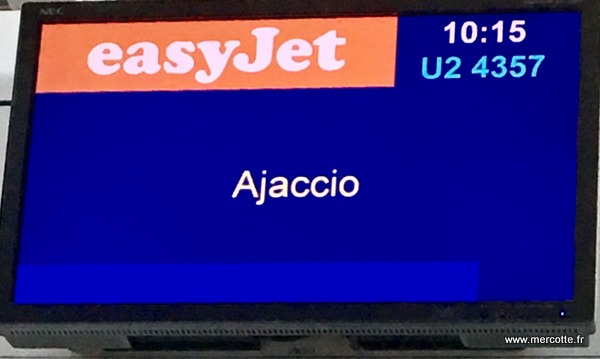 NEC
easyJet
10:15
U2 4357
Ajaccio
www.mercotte.fr